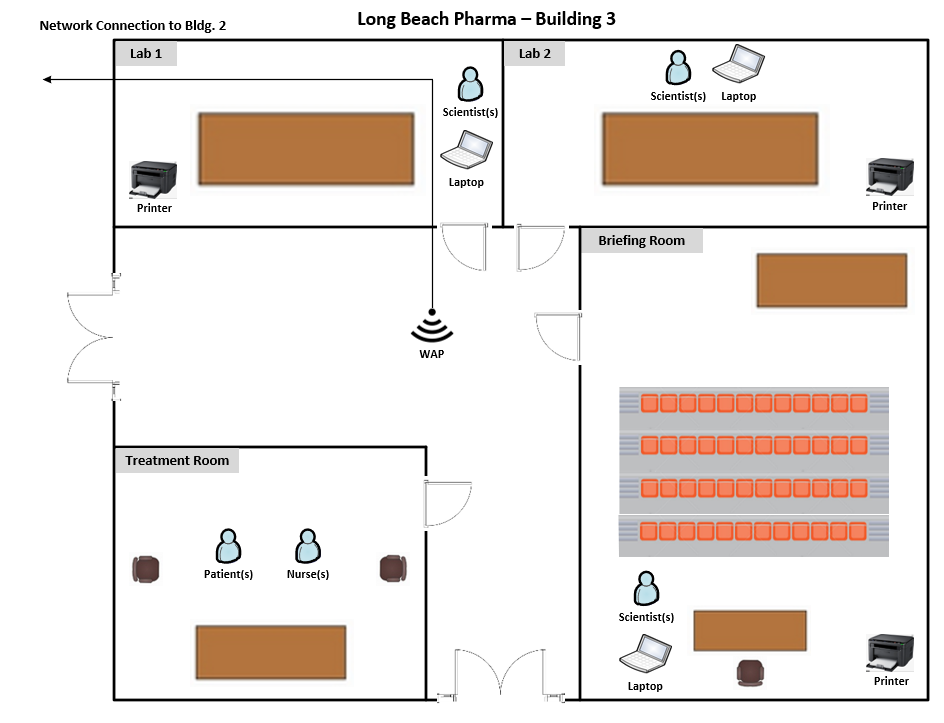 Long Beach Pharma – Building 3
Network Connection to Bldg. 2
Lab 1
Lab 2
Scientist(s)
Scientist(s)
Laptop
Laptop
Printer
Printer
Briefing Room
WAP
Treatment Room
Patient(s)
Nurse(s)
Scientist(s)
Laptop
Printer